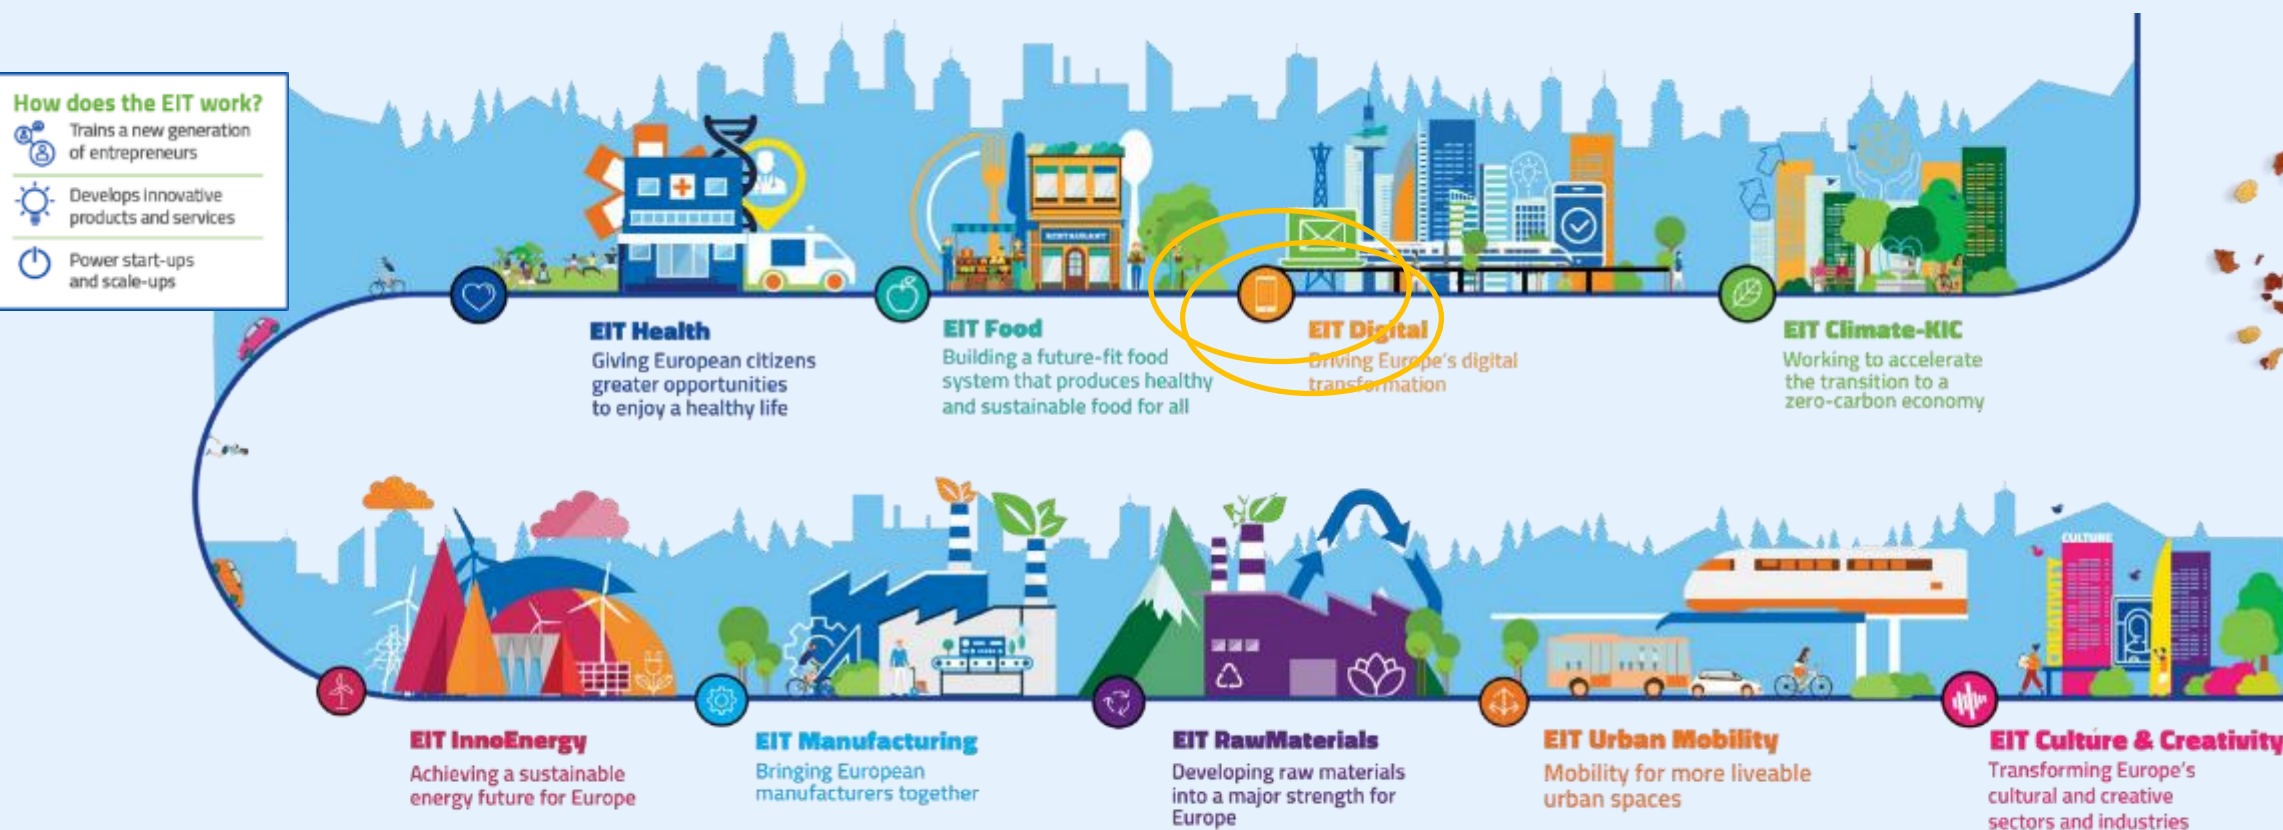 How does the EIT work?
Trains a new generation
of entrepreneurs
Develops innovative
products and services
Power start-ups
and scale-ups
RESTAURANT
EIT Health
Giving European citizens
greater opportunities
to enjoy a healthy life
EIT Food
Building a future-fit food
system that produces healthy
and sustainable food for all
EIT Digital
Driving Europe's digital
transformation
EIT Climate-KIC
Working to accelerate
the transition to a
zero-carbon economy
CULTURE
CREATIVITY
EIT InnoEnergy
Achieving a sustainable
energy future for Europe
EIT Manufacturing
Bringing European
manufacturers together
EIT RawMaterials
Developing raw materials
into a major strength for
Europe
EIT Urban Mobility
Mobility for more liveable
urban spaces
EIT Culture & Creativity
Transforming Europe's
cultural and creative
sectors and industries